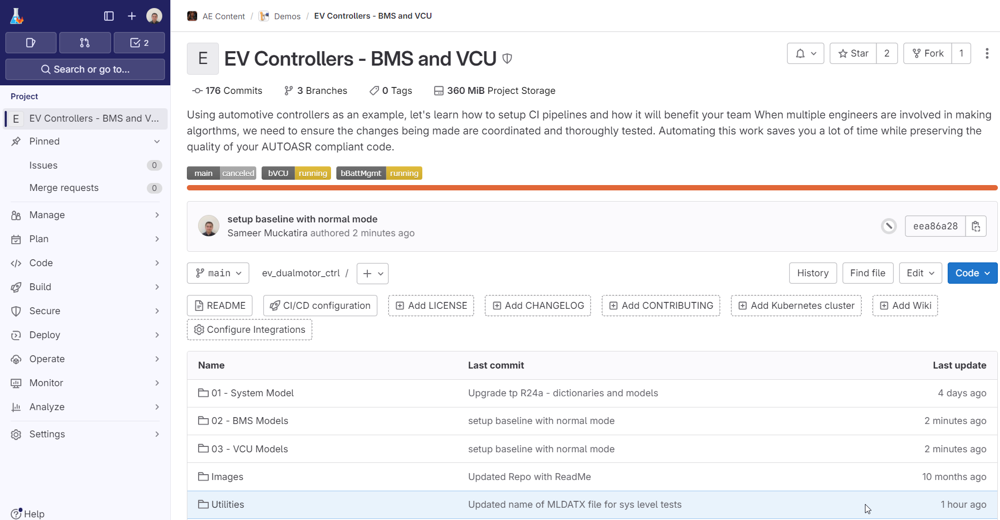 AE Content / Demos / EV Controllers - BMS and VCU
2
Search or go to...
Project
E EV Controllers - BMS and V...
Pinned
Issues 0
Merge requests 0
Manage
Plan
Code
Build
Secure
Deploy
Operate
Monitor
Analyze
Settings
Help
E EV Controllers - BMS and VCU
Star 2 Fork 1
176 Commits 3 Branches 0 Tags 360 MiB Project Storage
Using automotive controllers as an example, let's learn how to setup CI pipelines and how it will benefit your team When multiple engineers are involved in making
algorthms, we need to ensure the changes being made are coordinated and thoroughly tested. Automating this work saves you a lot of time while preserving the
quality of your AUTOASR compliant code.
main canceled bVCU running bBattMgmt running
setup baseline with normal mode
Sameer Muckatira authored 2 minutes ago
eea86a28
main ev_dualmotor_ctrl / + History Find file Edit Code
README CI/CD configuration Add LICENSE Add CHANGELOG Add CONTRIBUTING Add Kubernetes cluster Add Wiki
Configure Integrations
Name Last commit Last update
01 - System Model Upgrade tp R24a - dictionaries and models 4 days ago
02 - BMS Models setup baseline with normal mode 2 minutes ago
03 - VCU Models setup baseline with normal mode 2 minutes ago
Images Updated Repo with ReadMe 10 months ago
Utilities Updated name of MLDATX file for sys level tests 1 hour ago